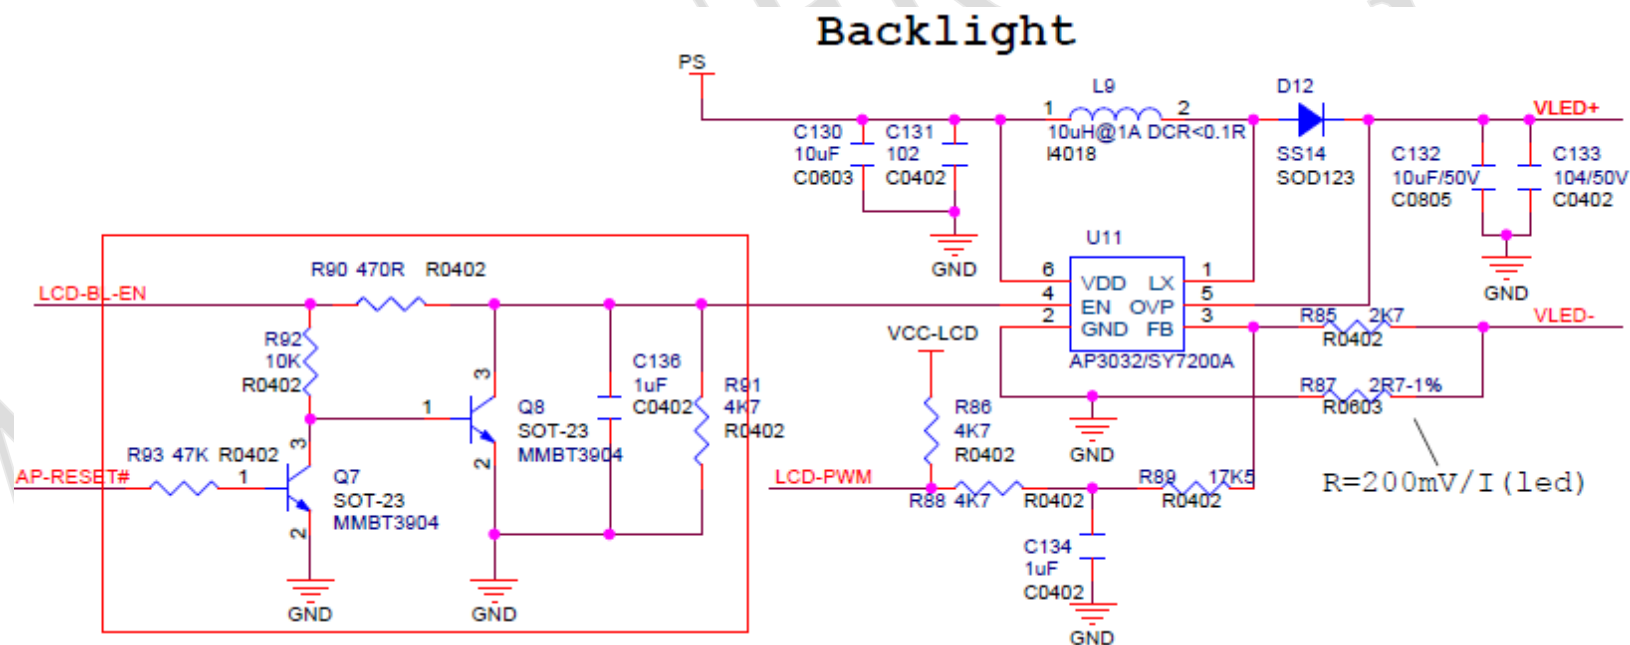 Backlight
PS
L9
D12
1
2
VLED+
C130
10uF
C0603
C131
102
C0402
10uH@1A DCR<0.1R
I4018
SS14
SOD123
C132
10uF/50V
C0805
C133
104/50V
C0402
GND
U11
GND
6
VDD
LX
1
4
EN
OVP
5
2
GND
FB
3
AP3032/SY7200A
R85
2K7
R0402
VLED-
R87
2R7-1%
R0603
R=200mV/I(led)
LCD-BL-EN
R90 470R
R0402
R92
10K
R0402
3
1
2
Q8
SOT-23
MMBT3904
C136
1uF
C0402
R91
4K7
R0402
AP-RESET#
R93 47K
R0402
1
3
2
Q7
SOT-23
MMBT3904
GND
GND
VCC-LCD
R86
4K7
R0402
GND
LCD-PWM
R88 4K7
R0402
R89
17K5
R0402
C134
1uF
C0402
GND